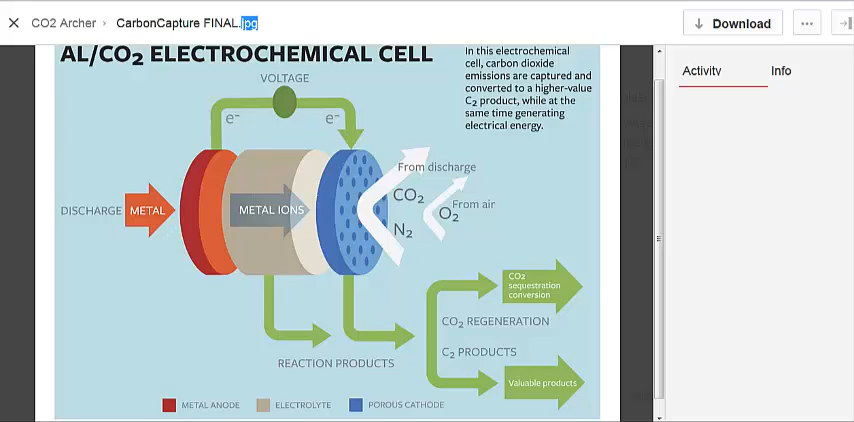 CO2 Archer › CarbonCapture FINAL.jpg
Download
Activity
Info
AL/CO2 ELECTROCHEMICAL CELL
In this electrochemical
cell, carbon dioxide
emissions are captured and
converted to a higher-value
C2 product, while at the
same time generating
electrical energy.
VOLTAGE
e–
e–
From discharge
CO2
From air
O2
N2
DISCHARGE
METAL
METAL IONS
CO2
sequestration
conversion
CO2 REGENERATION
C2 PRODUCTS
REACTION PRODUCTS
Valuable products
METAL ANODE
ELECTROLYTE
POROUS CATHODE